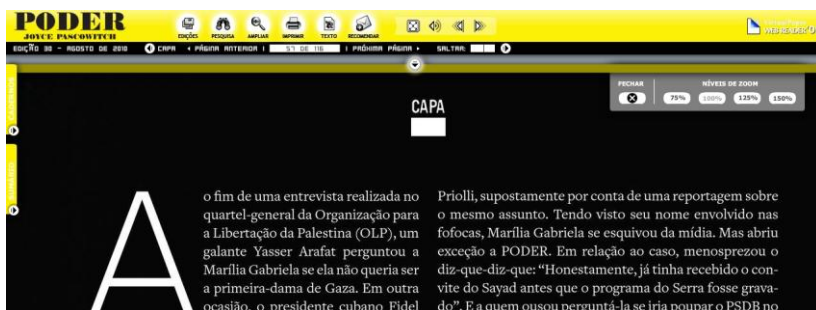 PODER
JOYCE PASCOWITCH
EDIÇÕES PESQUISA AMPLIAR IMPRIMIR TEXTO RECOMENDAR
EDIÇÃO 30 - AGOSTO DE 2010 CAPA PÁGINA ANTERIOR | 57 DE 116 | PRÓXIMA PÁGINA SALTAR:
FECHAR NÍVEIS DE ZOOM
75% 100% 125% 150%
CADERNOS
SUMÁRIO
CAPA
A
o fim de uma entrevista realizada no
quartel-general da Organização para
a Libertação da Palestina (OLP), um
galante Yasser Arafat perguntou a
Marília Gabriela se ela não queria ser
a primeira-dama de Gaza. Em outra
ocasião, o presidente cubano Fidel
Priolli, supostamente por conta de uma reportagem sobre
o mesmo assunto. Tendo visto seu nome envolvido nas
fofocas, Marília Gabriela se esquivou da mídia. Mas abriu
exceção a PODER. Em relação ao caso, menosprezou o
diz-que-diz-que: “Honestamente, já tinha recebido o con-
vite do Sayad antes que o programa do Serra fosse grava-
do”. E a quem ousou perguntá-la se iria poupar o PSDB no